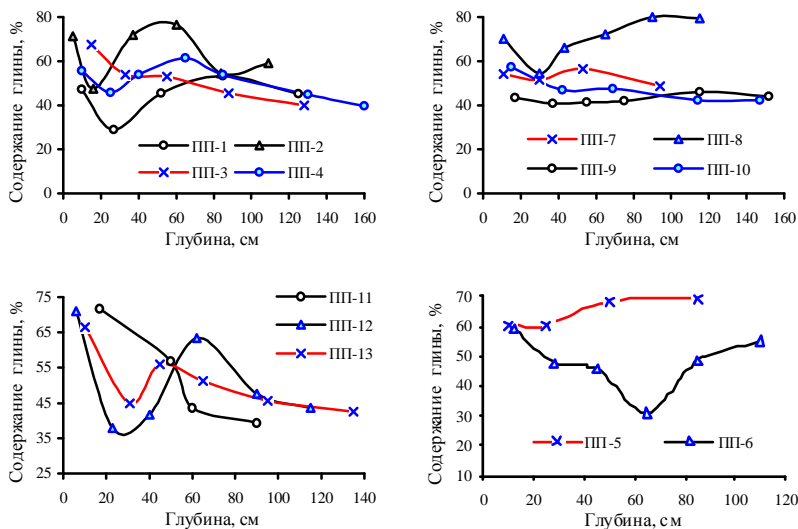 Содержание глины, %
80
60
40
20
0
0 20 40 60 80 100 120 140 160
Глубина, см
ПП-1 ПП-2
ПП-3 ПП-4
Содержание глины, %
80
60
40
20
0
0 20 40 60 80 100 120 140 160
Глубина, см
ПП-7 ПП-8
ПП-9 ПП-10
Содержание глины, %
75
65
55
45
35
25
0 20 40 60 80 100 120 140
Глубина, см
ПП-11
ПП-12
ПП-13
Содержание глины, %
70
60
50
40
30
20
10
0 20 40 60 80 100 120
Глубина, см
ПП-5 ПП-6